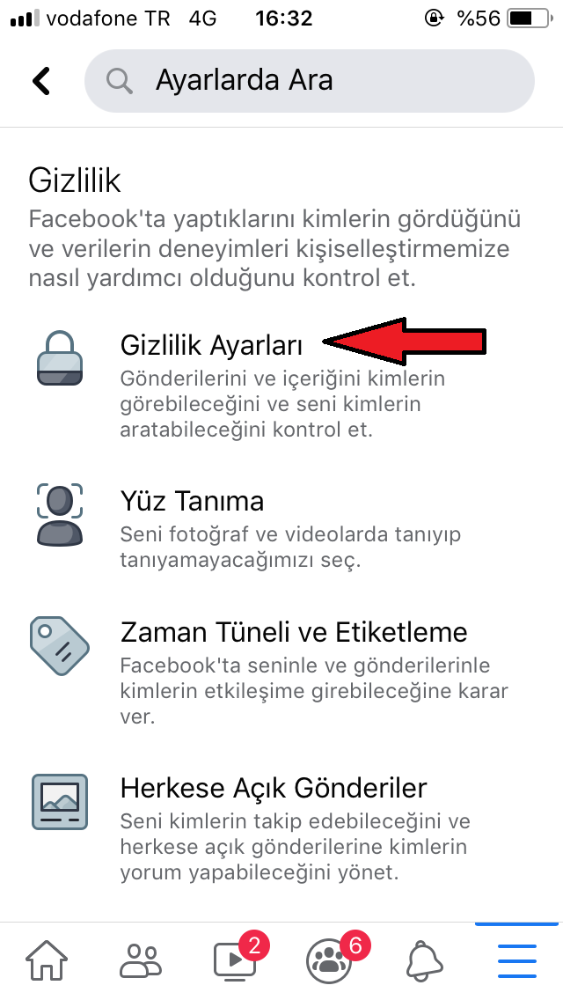 vodafone TR 4G 16:32 %56
Ayarlarda Ara
Gizlilik
Facebook'ta yaptıklarını kimlerin gördüğünü
ve verilerin deneyimleri kişiselleştirmemize
nasıl yardımcı olduğunu kontrol et.
Gizlilik Ayarları
Gönderilerini ve içeriğini kimlerin
görebileceğini ve seni kimlerin
aratabileceğini kontrol et.
Yüz Tanıma
Seni fotoğraf ve videolarda tanıyıp
tanıyamayacağımızı seç.
Zaman Tüneli ve Etiketleme
Facebook'ta seninle ve gönderilerinle
kimlerin etkileşime girebileceğine karar
ver.
Herkese Açık Gönderiler
Seni kimlerin takip edebileceğini ve
herkese açık gönderilerine kimlerin
yorum yapabileceğini yönet.
2 6